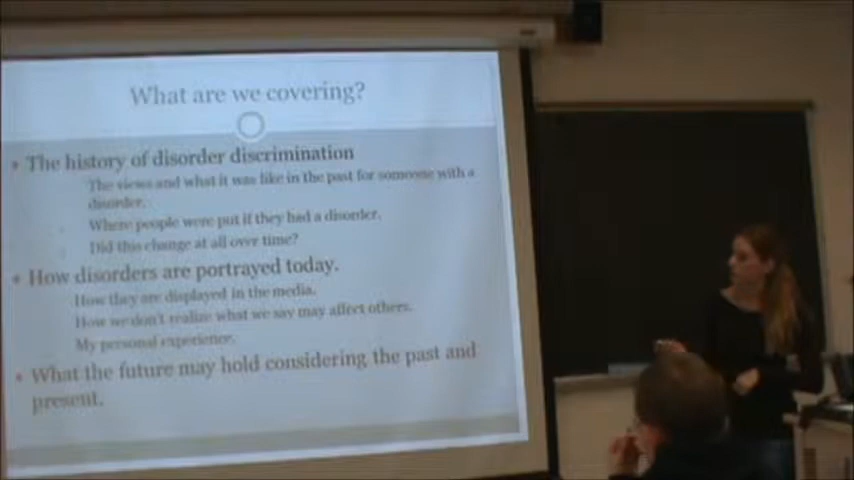 What are we covering?
The history of disorder discrimination
The views and what it was like in the past for someone with a
disorder.
Where people were put if they had a disorder.
Did this change at all over time?
How disorders are portrayed today.
How they are displayed in the media.
How we don't realize what we say may affect others.
My personal experience.
What the future may hold considering the past and
present.